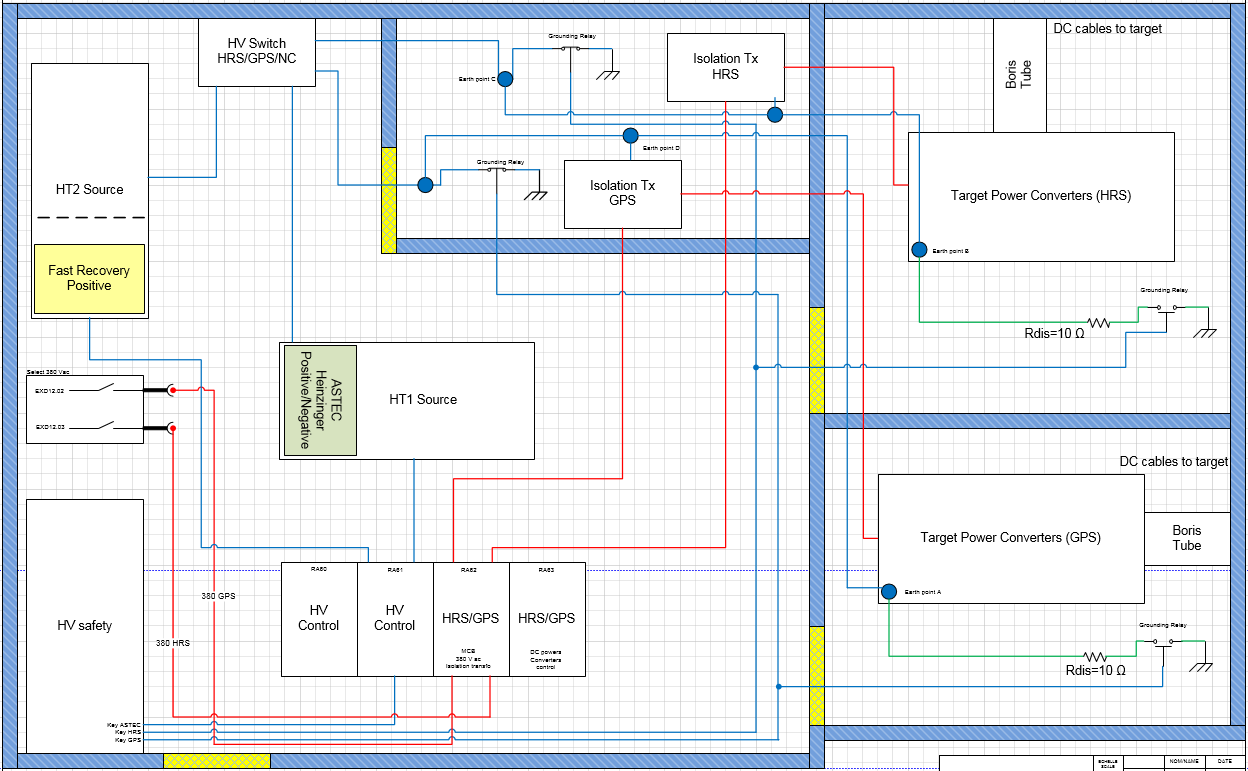 HV Switch
HRS/GPS/NC
Grounding Relay
Earth point C
Isolation Tx
HRS
DC cables to target
Boris
Tube
HT2 Source
Fast Recovery
Positive
Grounding Relay
Earth point D
Isolation Tx
GPS
Target Power Converters (HRS)
Earth point B
Grounding Relay
Rdis=10 Ω
Select 380 Vac
EXD12.02
EXD12.03
ASTEC
Heinzinger
Positive/Negative
HT1 Source
DC cables to target
Target Power Converters (GPS)
Boris
Tube
Earth point A
Grounding Relay
Rdis=10 Ω
HV safety
380 GPS
380 HRS
RA60
HV
Control
RA61
HV
Control
RA62
HRS/GPS
MCB
380 V ac
Isolation transfo
RA63
HRS/GPS
DC powers
Converters
control
Key ASTEC
Key HRS
Key GPS
ECHELLE
SCALE
NOM/NAME
DATE